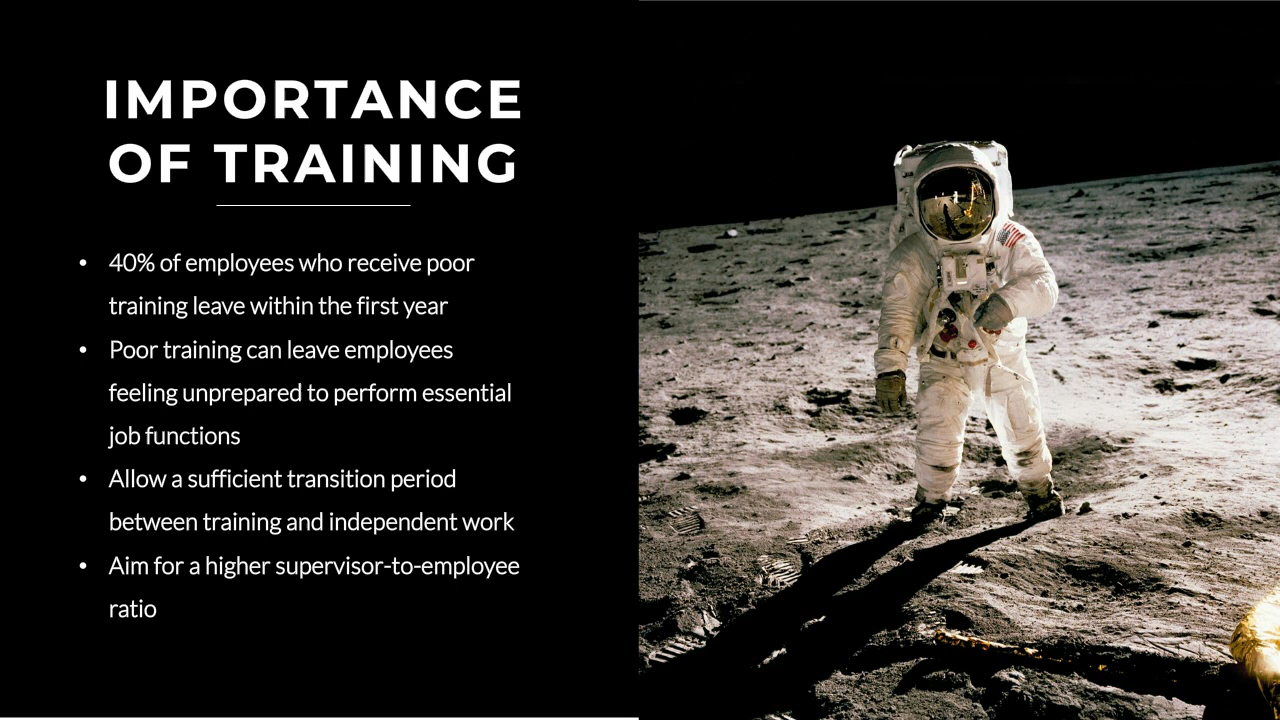 IMPORTANCE
OF TRAINING
• 40% of employees who receive poor
training leave within the first year
• Poor training can leave employees
feeling unprepared to perform essential
job functions
• Allow a sufficient transition period
between training and independent work
• Aim for a higher supervisor-to-employee
ratio